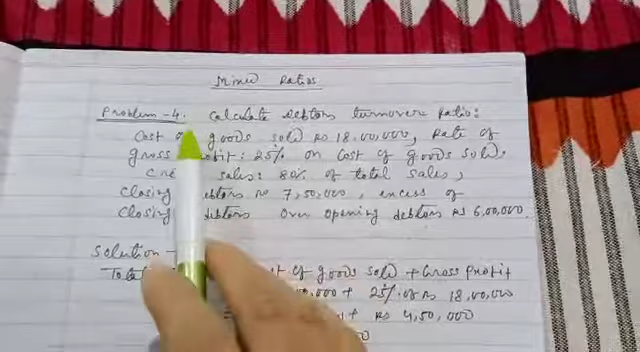 Mixed Ratios
Problem-4. Calculate debtors turnover ratio:
Cost goods sold Rs 18,00,000, Rate of
gross 25% on cost of goods sold,
sales: 80% of total sales,
closing debtors Rs 7,50,000, excess of
closing debtors over opening debtors Rs 6,00,000.
Solution-
of goods sold + Gross Profit
+ 25% of Rs 18,00,000
+ Rs 4,50,000